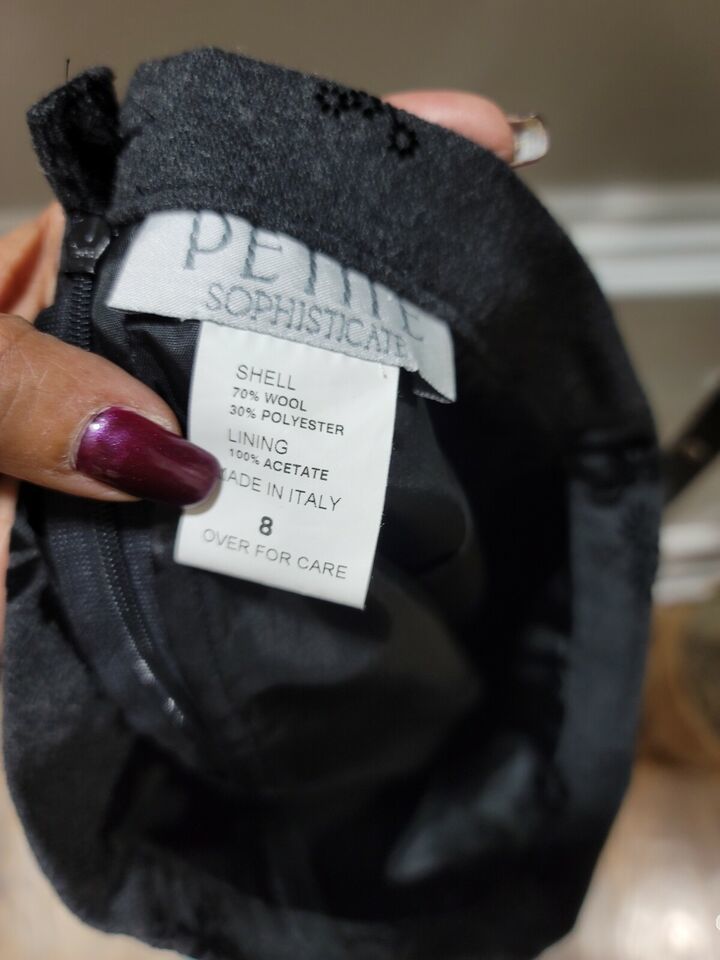 PETITE
SOPHISTICATE
SHELL
70% WOOL
30% POLYESTER
LINING
100% ACETATE
MADE IN ITALY
8
OVER FOR CARE